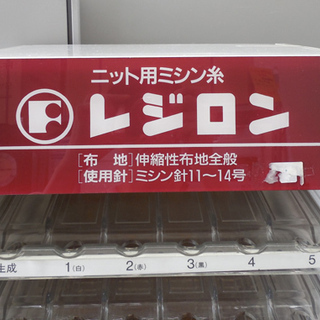 ニット用ミシン糸
レジロン
[布 地]伸縮性布地全般
[使用針]ミシン針11〜14号
生成 1(白) 2(赤) 3(黒) 4 5